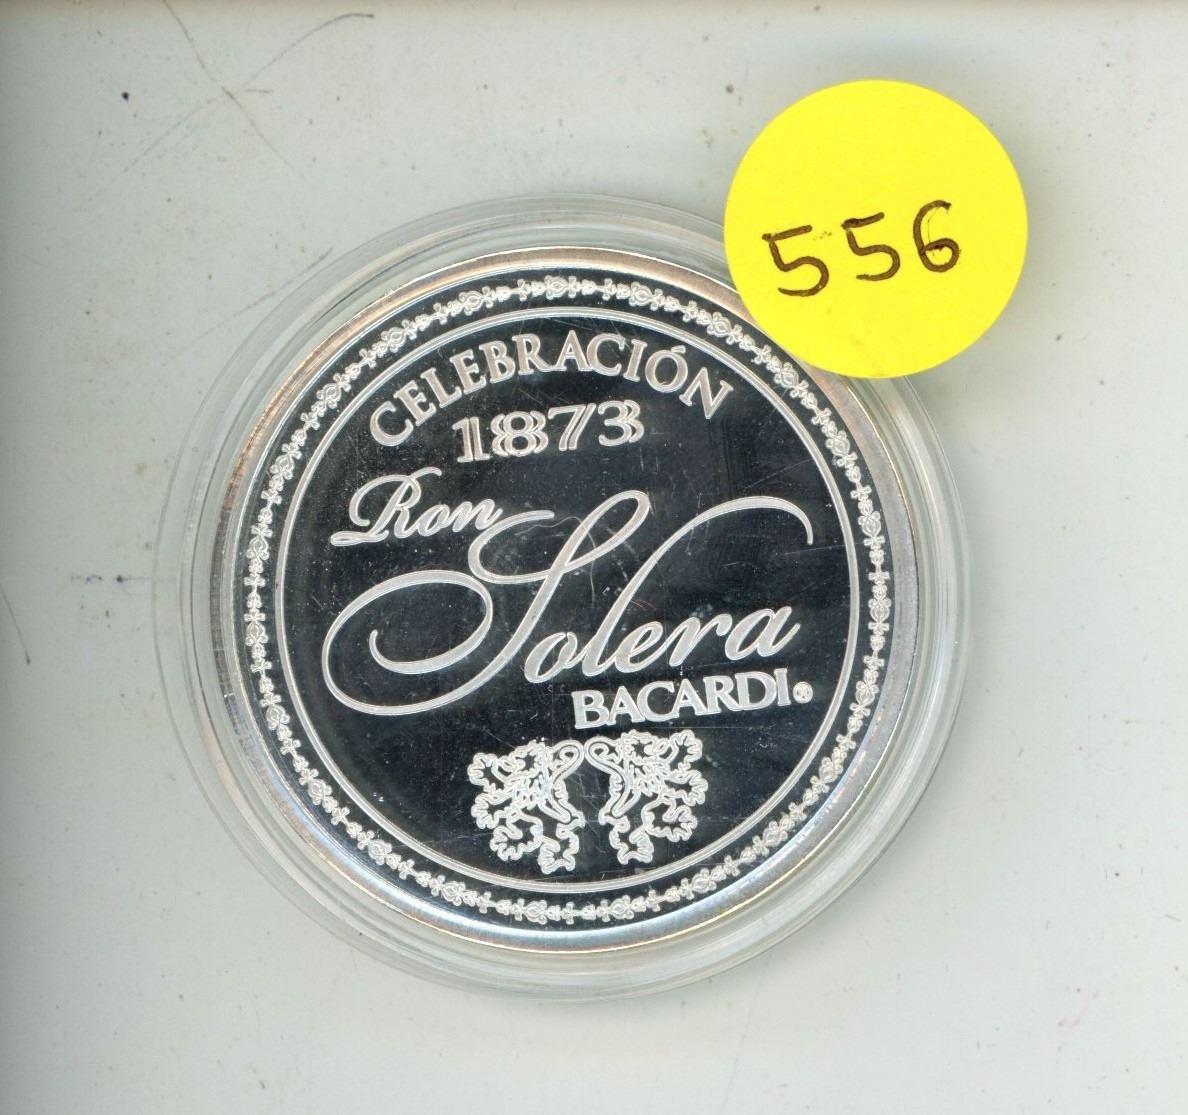 556
CELEBRACIÓN
1873
Ron
Solera
BACARDI®